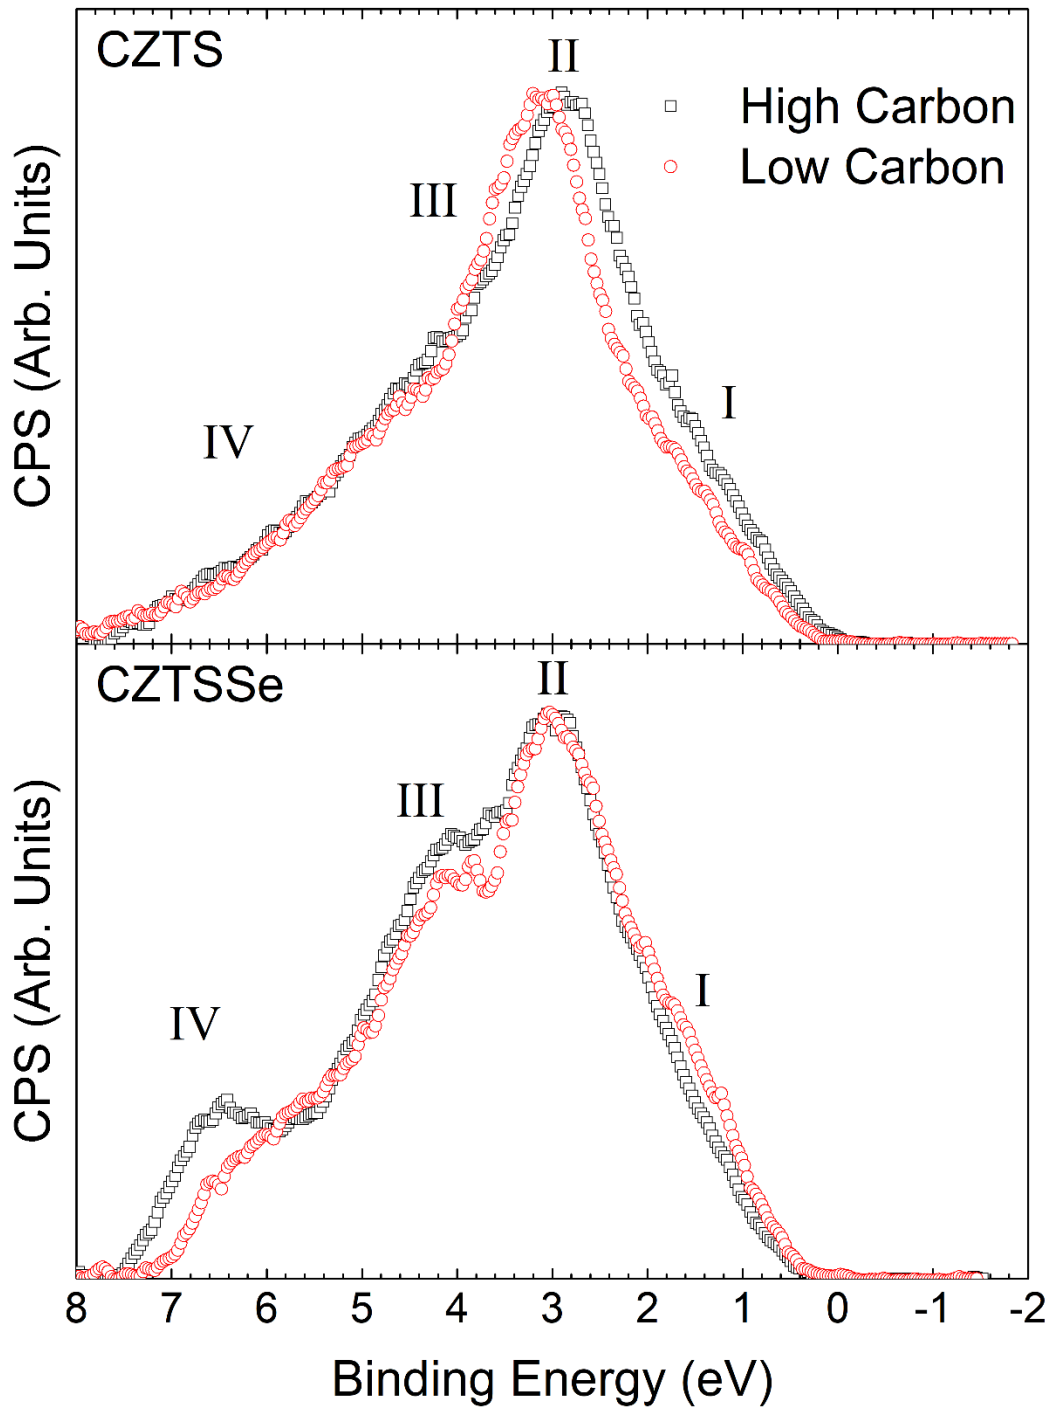 CZTS
II
High Carbon
Low Carbon
III
I
IV
CPS (Arb. Units)
CZTSSe
II
III
I
IV
CPS (Arb. Units)
8 7 6 5 4 3 2 1 0 -1 -2
Binding Energy (eV)